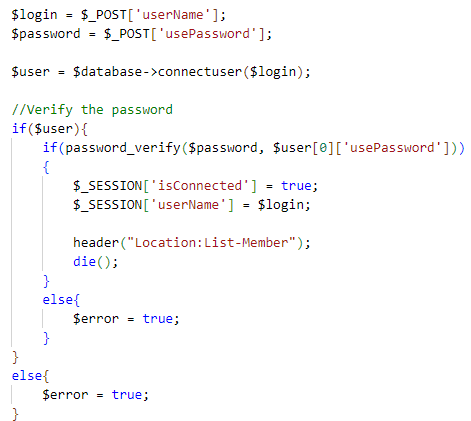 $login = $_POST['userName'];
$password = $_POST['usePassword'];

$user = $database->connectuser($login);

//Verify the password
if($user){
    if(password_verify($password, $user[0]['usePassword']))
    {
        $_SESSION['isConnected'] = true;
        $_SESSION['userName'] = $login;

        header("Location:List-Member");
        die();
    }
    else{
        $error = true;
    }
}
else{
    $error = true;
}